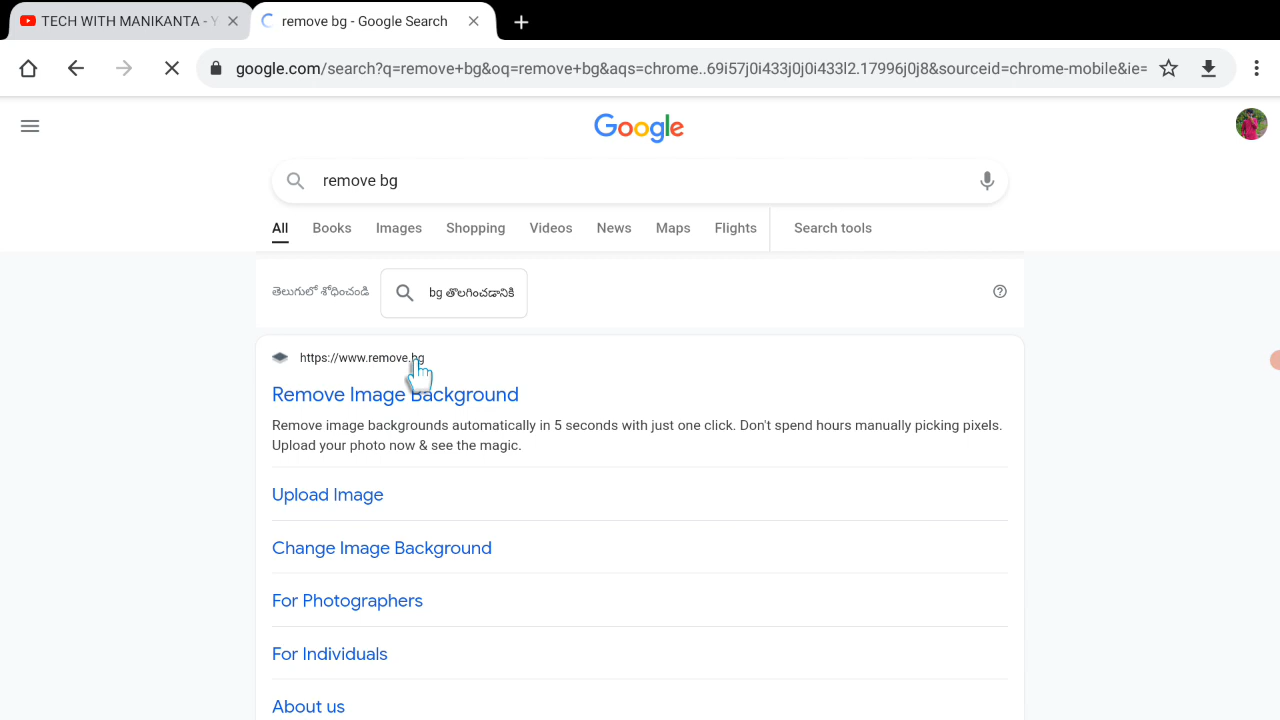 TECH WITH MANIKANTA - Y
remove bg - Google Search
google.com/search?q=remove+bg&oq=remove+bg&aqs=chrome..69i57j0i433j0j0i433l2.17996j0j8&sourceid=chrome-mobile&ie=
Google
remove bg
All Books Images Shopping Videos News Maps Flights Search tools
తెలుగులో శోధించండి bg తొలగించడానికి
https://www.remove.bg
Remove Image Background
Remove image backgrounds automatically in 5 seconds with just one click. Don't spend hours manually picking pixels.
Upload your photo now & see the magic.
Upload Image
Change Image Background
For Photographers
For Individuals
About us